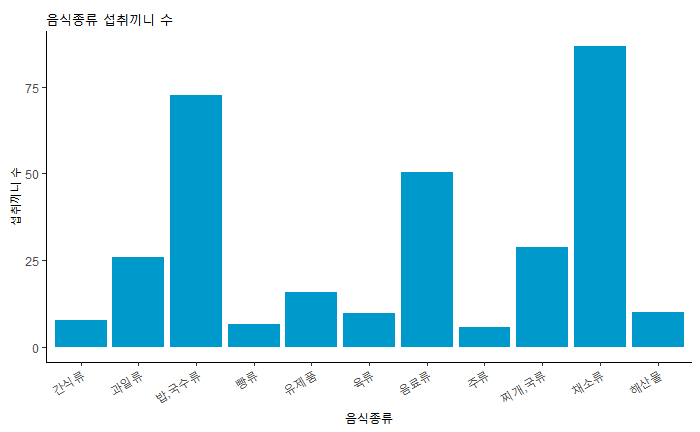 음식종류 섭취끼니 수
섭취끼니 수
75
50
25
0
간식류
과일류
밥,국수류
빵류
유제품
육류
음료류
주류
찌개,국류
채소류
해산물
음식종류